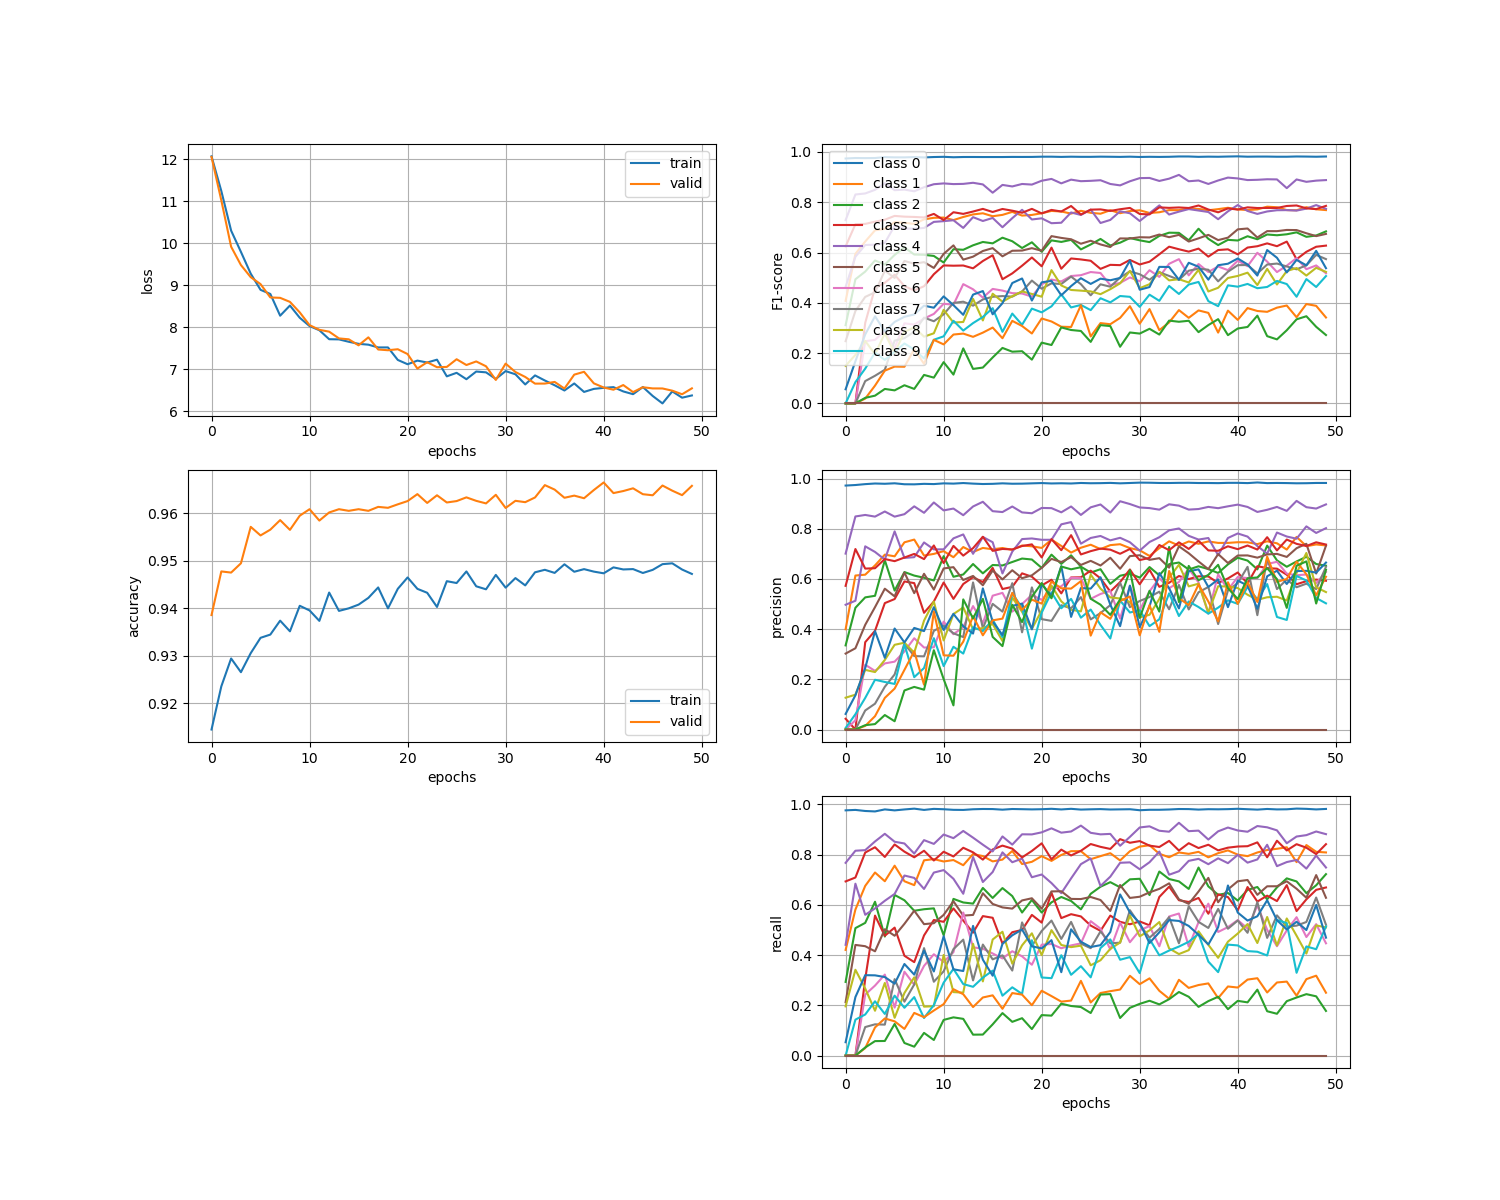 loss
12
11
10
9
8
7
6
train
valid
0 10 20 30 40 50
epochs
F1-score
1.0
0.8
0.6
0.4
0.2
0.0
class 0
class 1
class 2
class 3
class 4
class 5
class 6
class 7
class 8
class 9
0 10 20 30 40 50
epochs
accuracy
0.96
0.95
0.94
0.93
0.92
train
valid
0 10 20 30 40 50
epochs
precision
1.0
0.8
0.6
0.4
0.2
0.0
0 10 20 30 40 50
epochs
recall
1.0
0.8
0.6
0.4
0.2
0.0
0 10 20 30 40 50
epochs